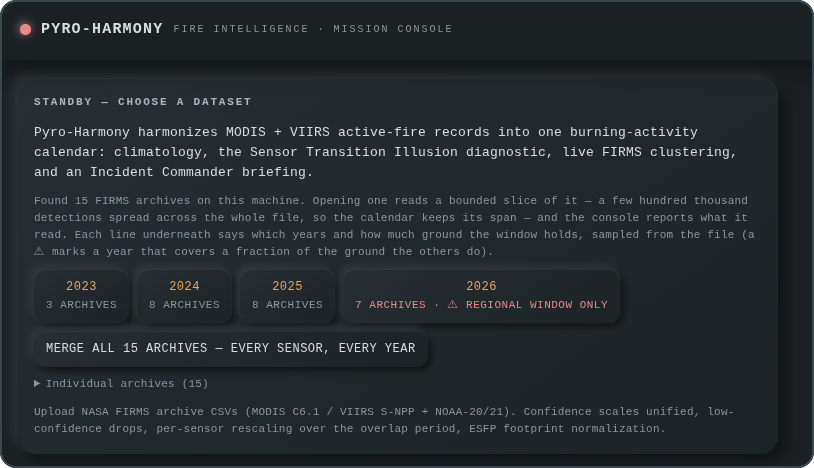 PYRO-HARMONY FIRE INTELLIGENCE · MISSION CONSOLE
STANDBY — CHOOSE A DATASET
Pyro-Harmony harmonizes MODIS + VIIRS active-fire records into one burning-activity
calendar: climatology, the Sensor Transition Illusion diagnostic, live FIRMS clustering,
and an Incident Commander briefing.
Found 15 FIRMS archives on this machine. Opening one reads a bounded slice of it — a few hundred thousand
detections spread across the whole file, so the calendar keeps its span — and the console reports what it
read. Each line underneath says which years and how much ground the window holds, sampled from the file (a
⚠ marks a year that covers a fraction of the ground the others do).
2023 2024 2025 2026
3 ARCHIVES 8 ARCHIVES 8 ARCHIVES 7 ARCHIVES · ⚠ REGIONAL WINDOW ONLY
MERGE ALL 15 ARCHIVES — EVERY SENSOR, EVERY YEAR
▶ Individual archives (15)
Upload NASA FIRMS archive CSVs (MODIS C6.1 / VIIRS S-NPP + NOAA-20/21). Confidence scales unified, low-
confidence drops, per-sensor rescaling over the overlap period, ESFP footprint normalization.